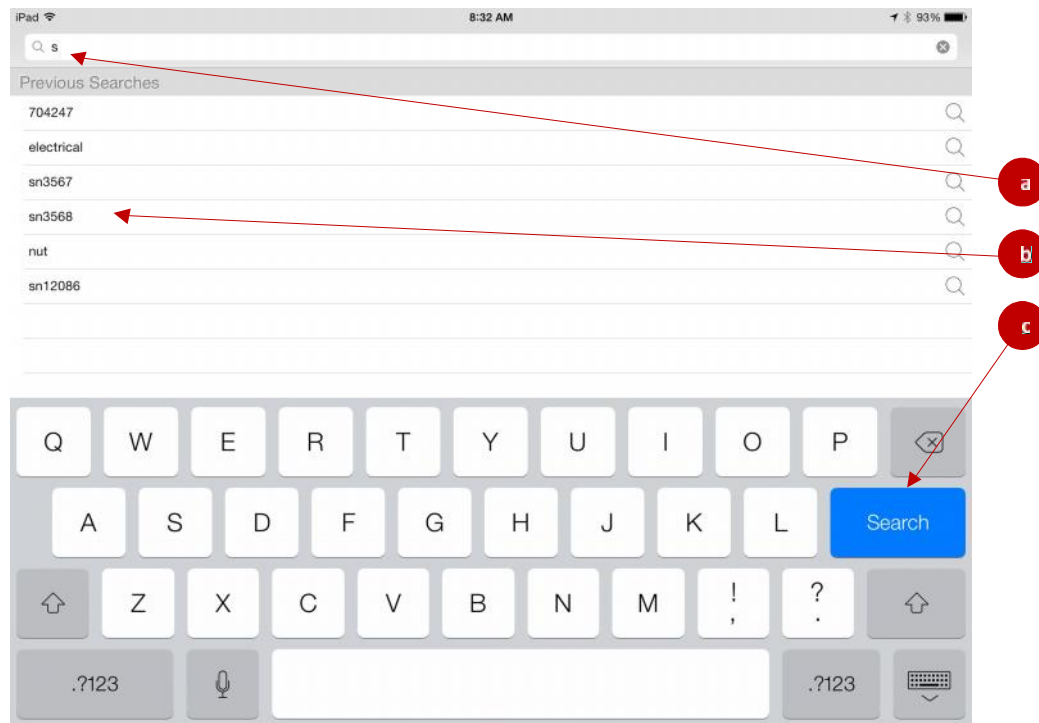 iPad 8:32 AM 93%
s
Previous Searches
704247
electrical
sn3567
a
sn3568
b
nut
sn12086
c
Q W E R T Y U I O P
A S D F G H J K L Search
Z X C V B N M ! , ? .
.?123 .?123